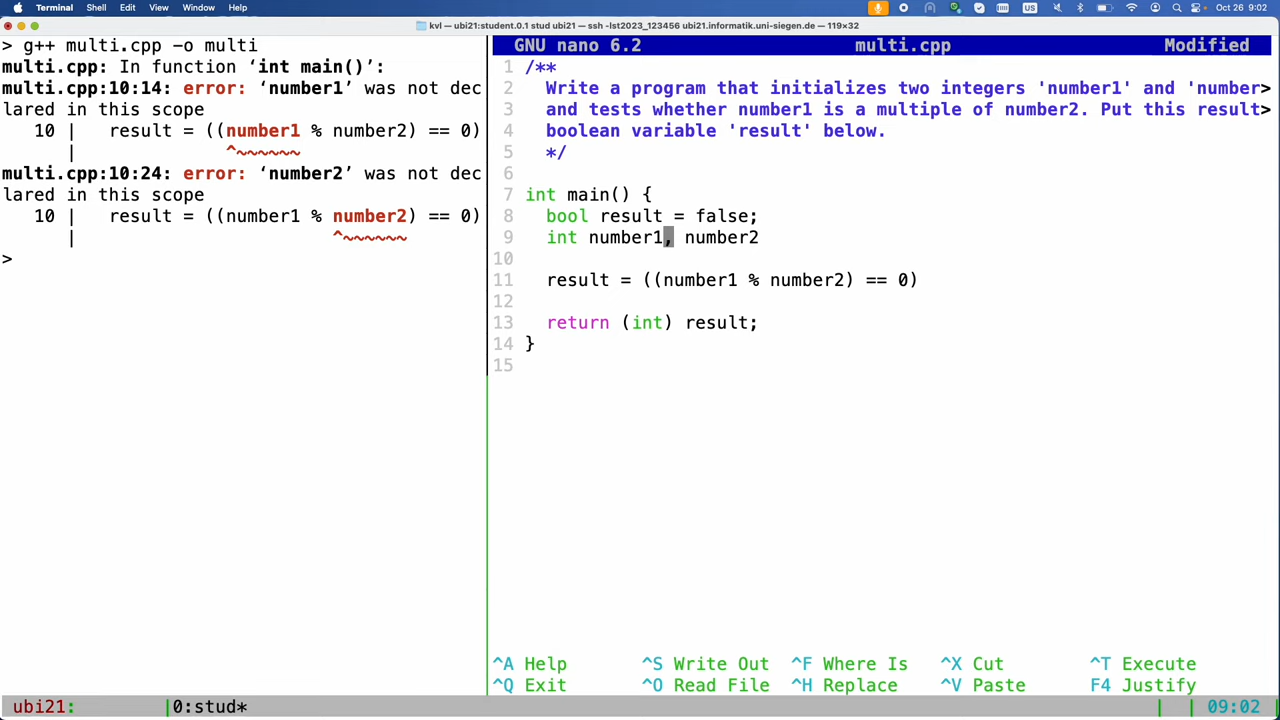 Terminal Shell Edit View Window Help US Oct 26 9:02
kvl — ubi21:student.0.1 stud ubi21 — ssh -lst2023_123456 ubi21.informatik.uni-siegen.de — 119×32
> g++ multi.cpp -o multi
multi.cpp: In function ‘int main()’:
multi.cpp:10:14: error: ‘number1’ was not dec
lared in this scope
10 | result = ((number1 % number2) == 0)
| ^~~~~~~
multi.cpp:10:24: error: ‘number2’ was not dec
lared in this scope
10 | result = ((number1 % number2) == 0)
| ^~~~~~~
>
GNU nano 6.2 multi.cpp Modified
1 /**
2 Write a program that initializes two integers 'number1' and 'number>
3 and tests whether number1 is a multiple of number2. Put this result>
4 boolean variable 'result' below.
5 */
6
7 int main() {
8 bool result = false;
9 int number1, number2
10
11 result = ((number1 % number2) == 0)
12
13 return (int) result;
14 }
15
^A Help ^S Write Out ^F Where Is ^X Cut ^T Execute
^Q Exit ^O Read File ^H Replace ^V Paste F4 Justify
ubi21: |0:stud* | | 09:02